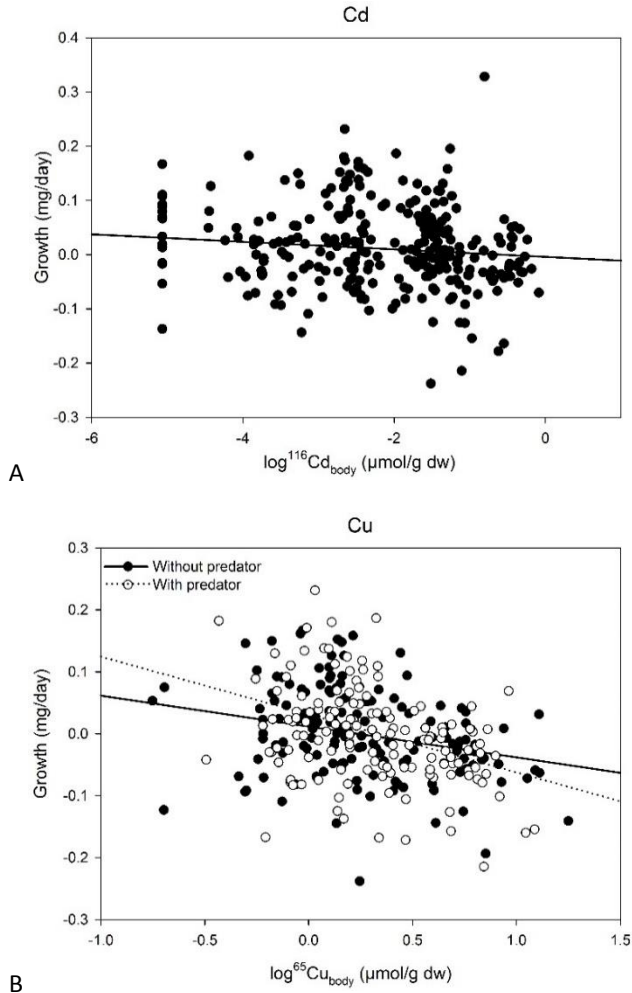 Cd
0.4
0.3
0.2
0.1
0.0
-0.1
-0.2
-0.3
Growth (mg/day)
-6
-4
-2
0
log¹¹⁶Cd_body (µmol/g dw)
A
Cu
Without predator
With predator
0.3
0.2
0.1
0.0
-0.1
-0.2
-0.3
Growth (mg/day)
-1.0
-0.5
0.0
0.5
1.0
1.5
log⁶⁵Cu_body (µmol/g dw)
B